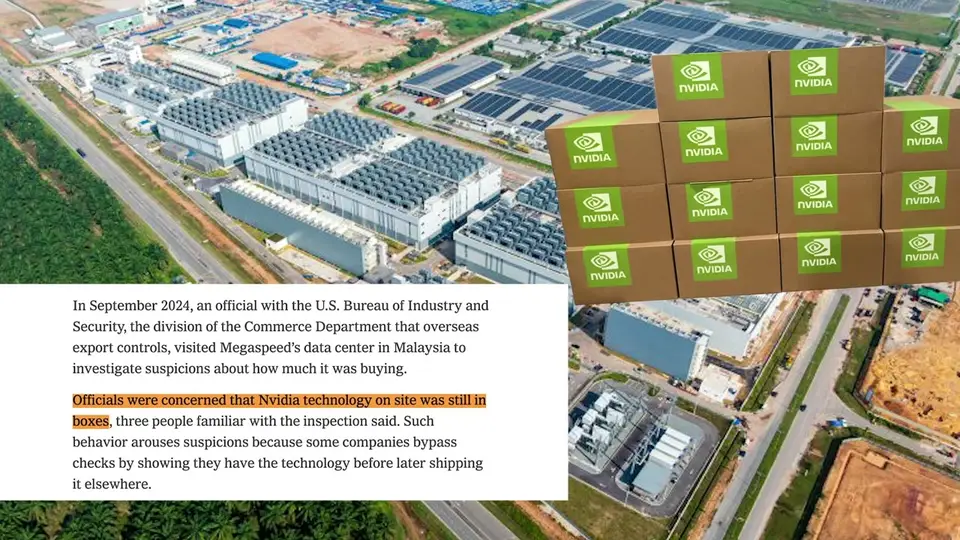 NVIDIA
NVIDIA
NVIDIA
NVIDIA
NVIDIA
NVIDIA
NVIDIA
NVIDIA
NVIDIA
NVIDIA
NVIDIA
NVIDIA
NVIDIA
NVIDIA
In September 2024, an official with the U.S. Bureau of Industry and
Security, the division of the Commerce Department that overseas
export controls, visited Megaspeed’s data center in Malaysia to
investigate suspicions about how much it was buying.
Officials were concerned that Nvidia technology on site was still in
boxes, three people familiar with the inspection said. Such
behavior arouses suspicions because some companies bypass
checks by showing they have the technology before later shipping
it elsewhere.